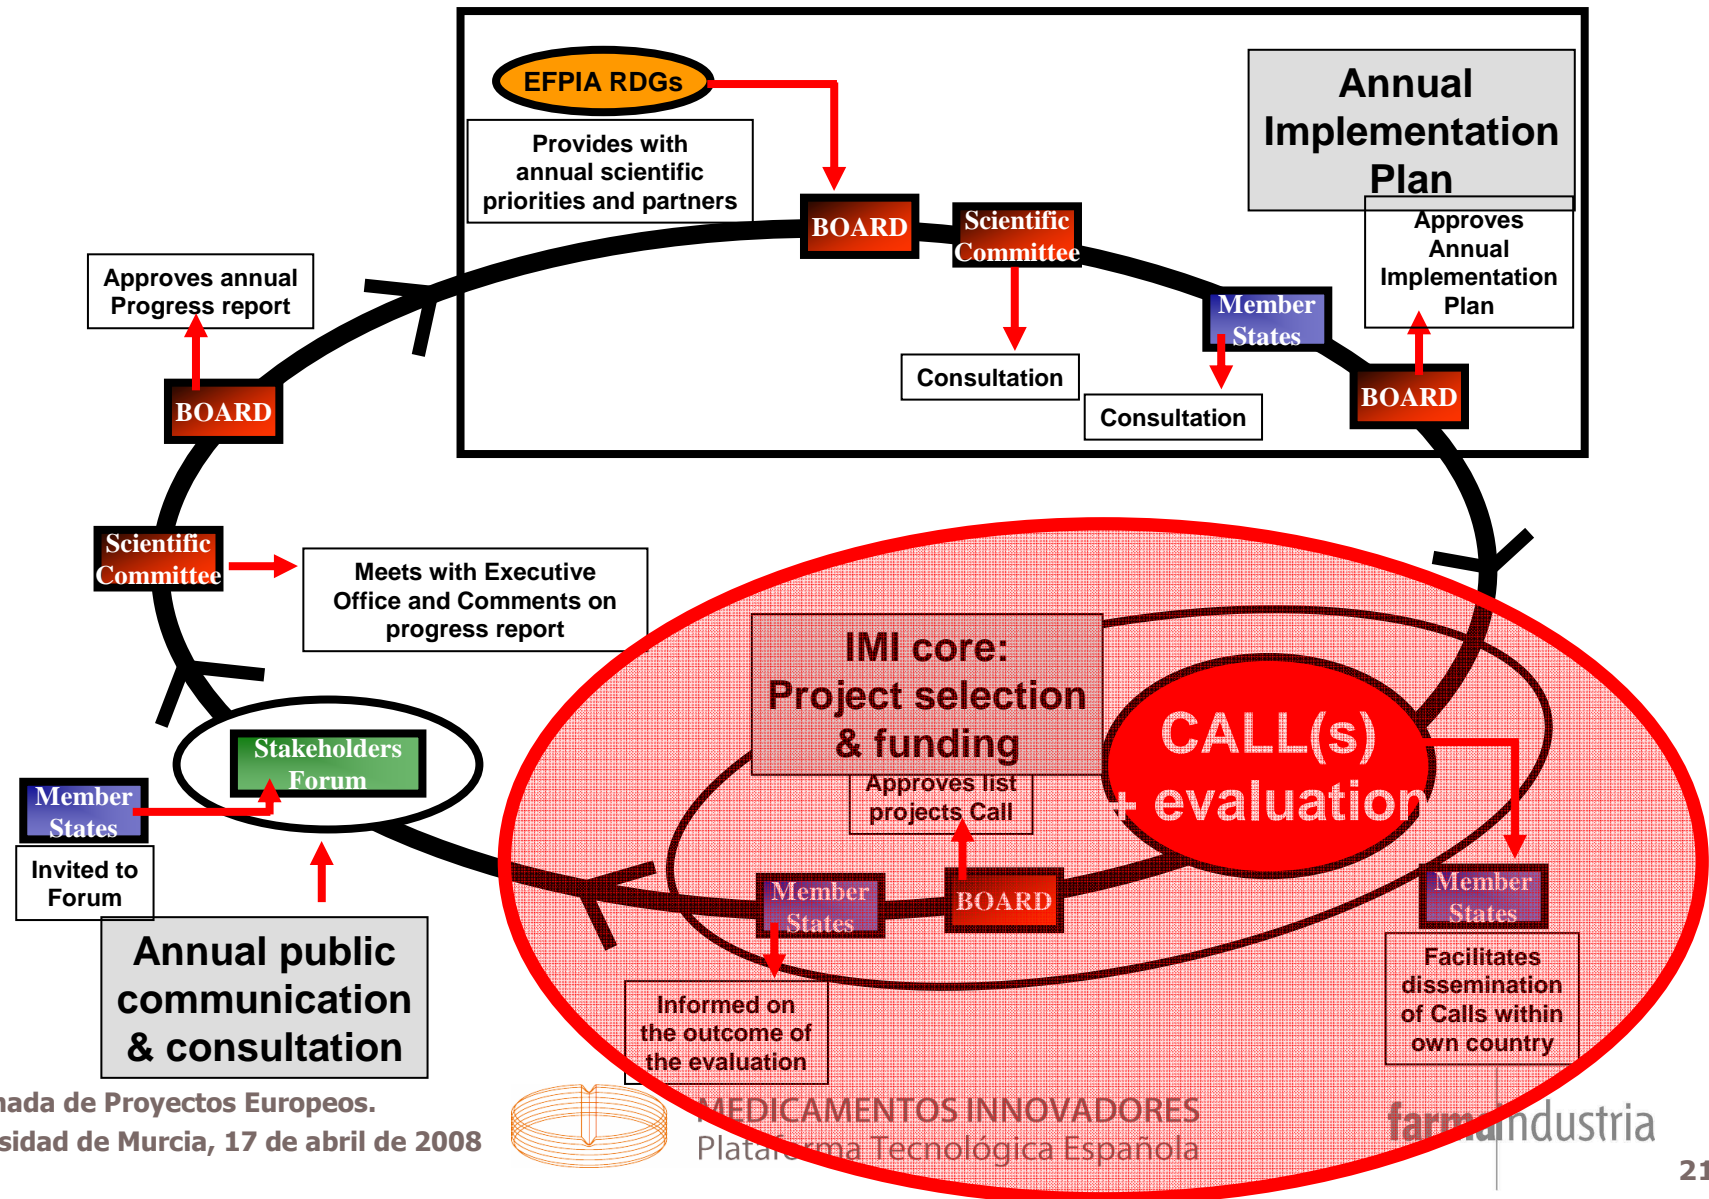 EFPIA RDGs
Provides with
annual scientific
priorities and partners
Annual
Implementation
Plan
BOARD
Scientific
Committee
Approves
Annual
Implementation
Plan
Approves annual
Progress report
Member
States
Consultation
Consultation
BOARD
BOARD
Scientific
Committee
Meets with Executive
Office and Comments on
progress report
IMI core:
Project selection
& funding
CALL(s)
+ evaluation
Approves list
projects Call
Stakeholders
Forum
Member
States
Invited to
Forum
Member
States
BOARD
Member
States
Annual public
communication
& consultation
Informed on
the outcome of
the evaluation
Facilitates
dissemination
of Calls within
own country
nada de Proyectos Europeos.
sidad de Murcia, 17 de abril de 2008
MEDICAMENTOS INNOVADORES
Plataforma Tecnológica Española
farmaindustria
21